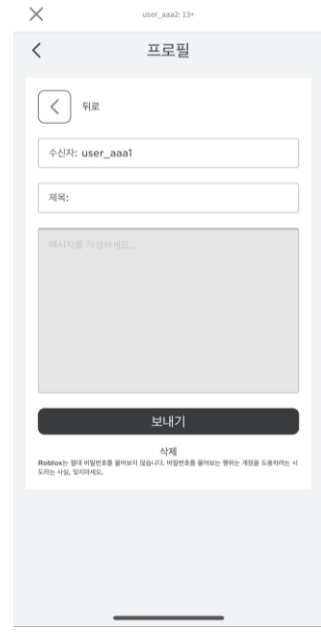 user_aaa2: 13+
프로필
뒤로
수신자: user_aaa1
제목:
메시지를 작성하세요...
보내기
삭제
Roblox는 절대 비밀번호를 물어보지 않습니다. 비밀번호를 물어보는 행위는 계정을 도용하려는 시
도라는 사실, 잊지마세요.